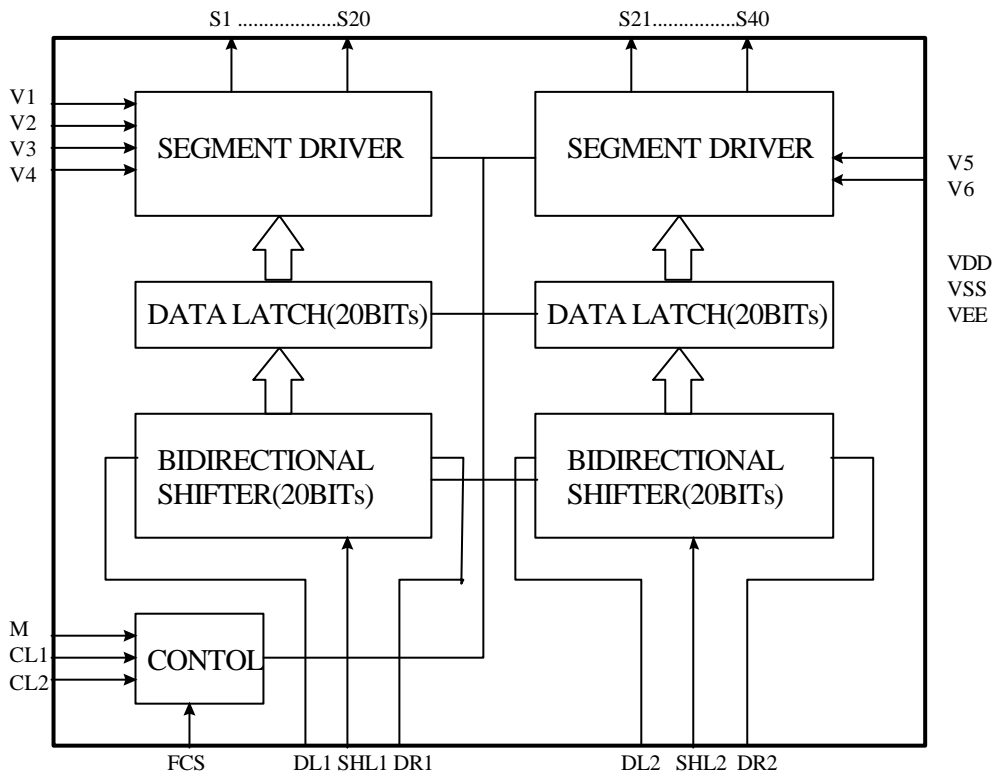 S1 ...................S20
S21................S40
V1
V2
V3
V4
SEGMENT DRIVER
SEGMENT DRIVER
V5
V6
VDD
VSS
VEE
DATA LATCH(20BITs)
DATA LATCH(20BITs)
BIDIRECTIONAL
SHIFTER(20BITs)
BIDIRECTIONAL
SHIFTER(20BITs)
M
CL1
CL2
CONTOL
FCS
DL1 SHL1 DR1
DL2 SHL2 DR2